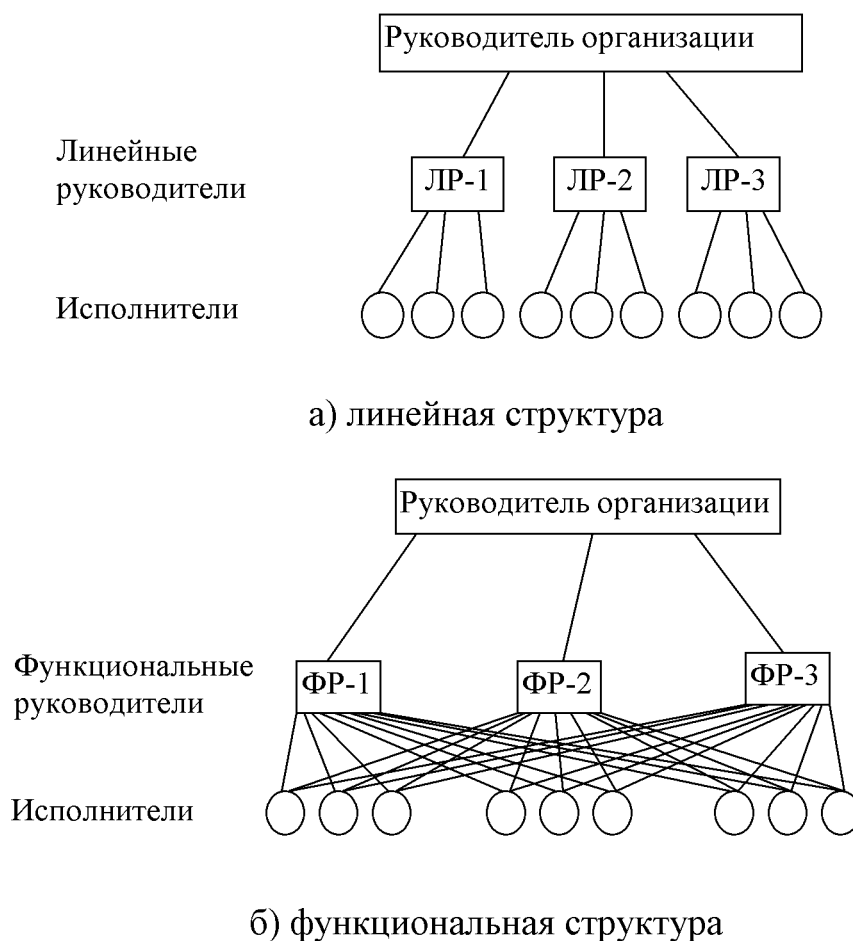 Руководитель организации
Линейные
руководители
ЛР-1 ЛР-2 ЛР-3
Исполнители
а) линейная структура
Руководитель организации
Функциональные
руководители
ФР-1 ФР-2 ФР-3
Исполнители
б) функциональная структура